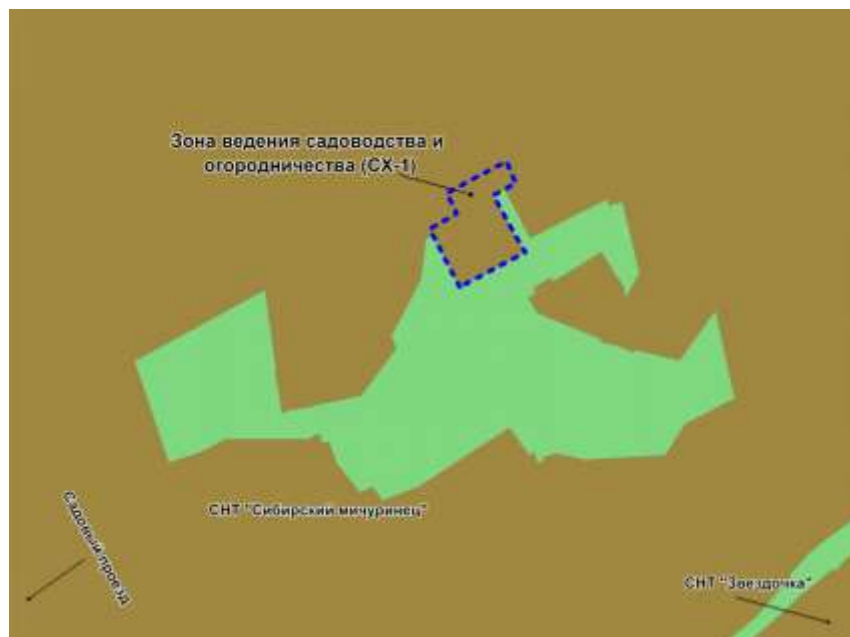 Зона ведения садоводства и
огородничества (СХ-1)
СНТ "Сибирский мичуринец"
Садовый проезд
СНТ "Звездочка"